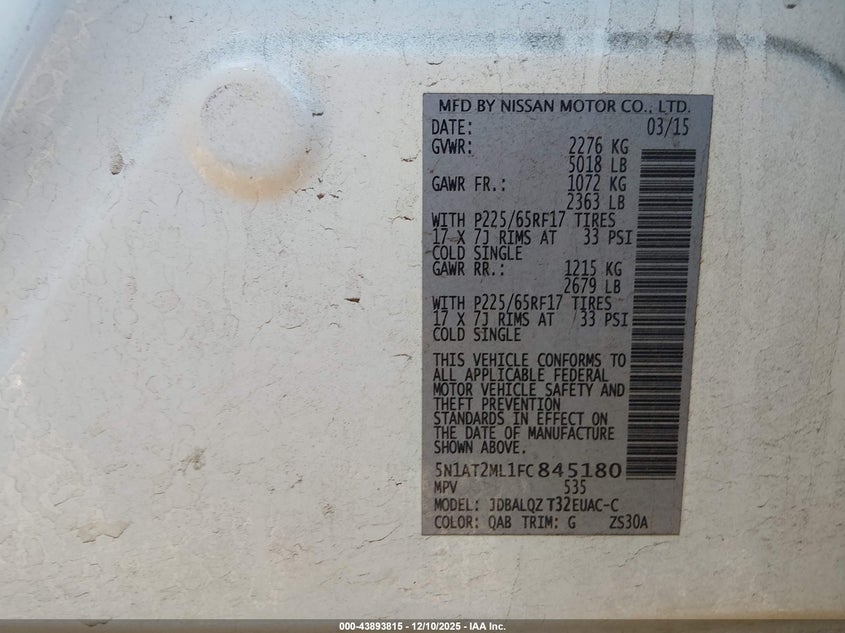 MFD BY NISSAN MOTOR CO., LTD.
DATE: 03/15
GVWR: 2276 KG
5018 LB
GAWR FR.: 1072 KG
2363 LB
WITH P225/65RF17 TIRES
17 X 7J RIMS AT 33 PSI
COLD SINGLE
GAWR RR.: 1215 KG
2679 LB
WITH P225/65RF17 TIRES
17 X 7J RIMS AT 33 PSI
COLD SINGLE
THIS VEHICLE CONFORMS TO
ALL APPLICABLE FEDERAL
MOTOR VEHICLE SAFETY AND
THEFT PREVENTION
STANDARDS IN EFFECT ON
THE DATE OF MANUFACTURE
SHOWN ABOVE.
5N1AT2ML1FC845180
MPV 535
MODEL: JDBALQZ T32EUAC-C
COLOR: QAB TRIM: G ZS30A
000-43893815 - 12/10/2025 - IAA Inc.